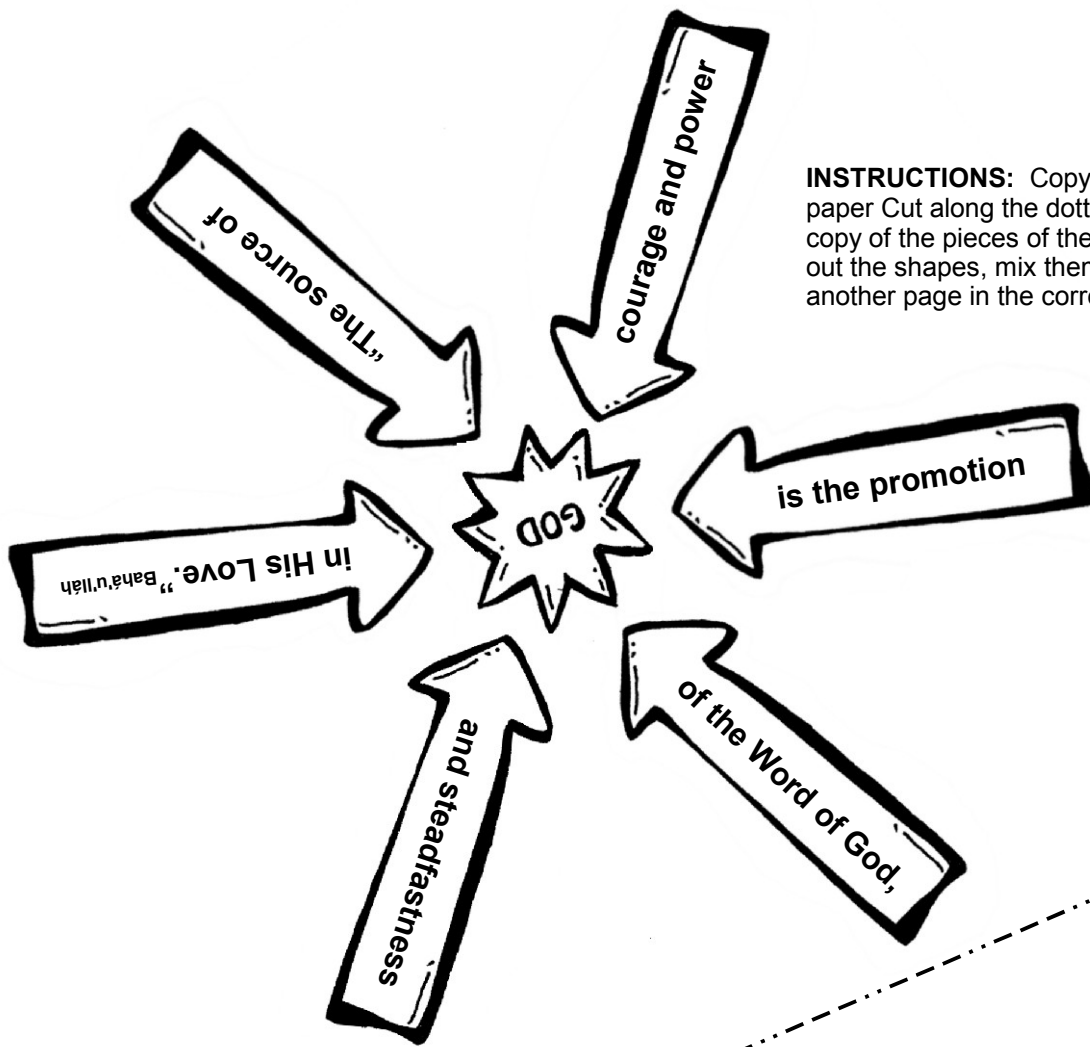 "The source of
courage and power
is the promotion
of the Word of God,
and steadfastness
in His Love." Bahá'u'lláh
GOD
INSTRUCTIONS: Copy
paper Cut along the dott
copy of the pieces of the
out the shapes, mix then
another page in the corre